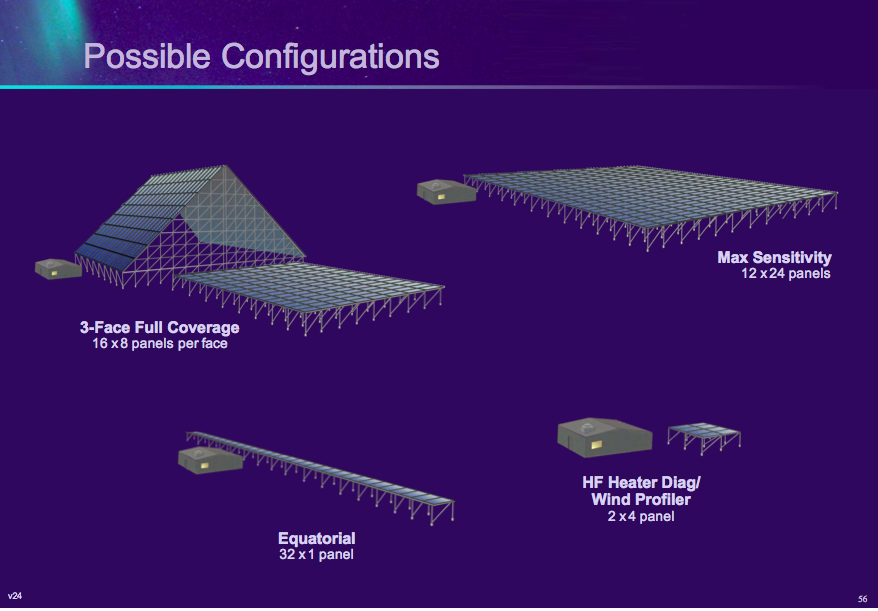 Possible Configurations
Max Sensitivity
12 x 24 panels
3-Face Full Coverage
16 x 8 panels per face
HF Heater Diag/
Wind Profiler
2 x 4 panel
Equatorial
32 x 1 panel
v24
56